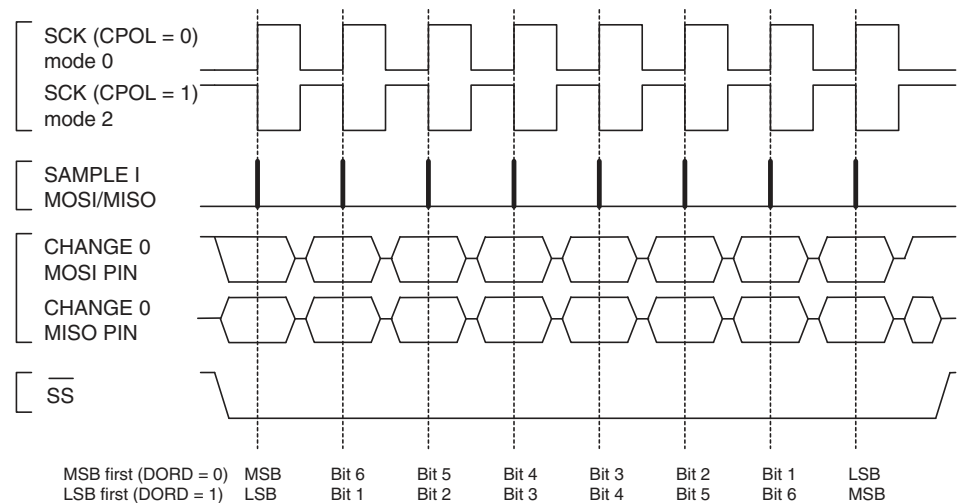 SCK (CPOL = 0)
mode 0
SCK (CPOL = 1)
mode 2
SAMPLE I
MOSI/MISO
CHANGE 0
MOSI PIN
CHANGE 0
MISO PIN
SS
MSB first (DORD = 0) MSB Bit 6 Bit 5 Bit 4 Bit 3 Bit 2 Bit 1 LSB
LSB first (DORD = 1) LSB Bit 1 Bit 2 Bit 3 Bit 4 Bit 5 Bit 6 MSB